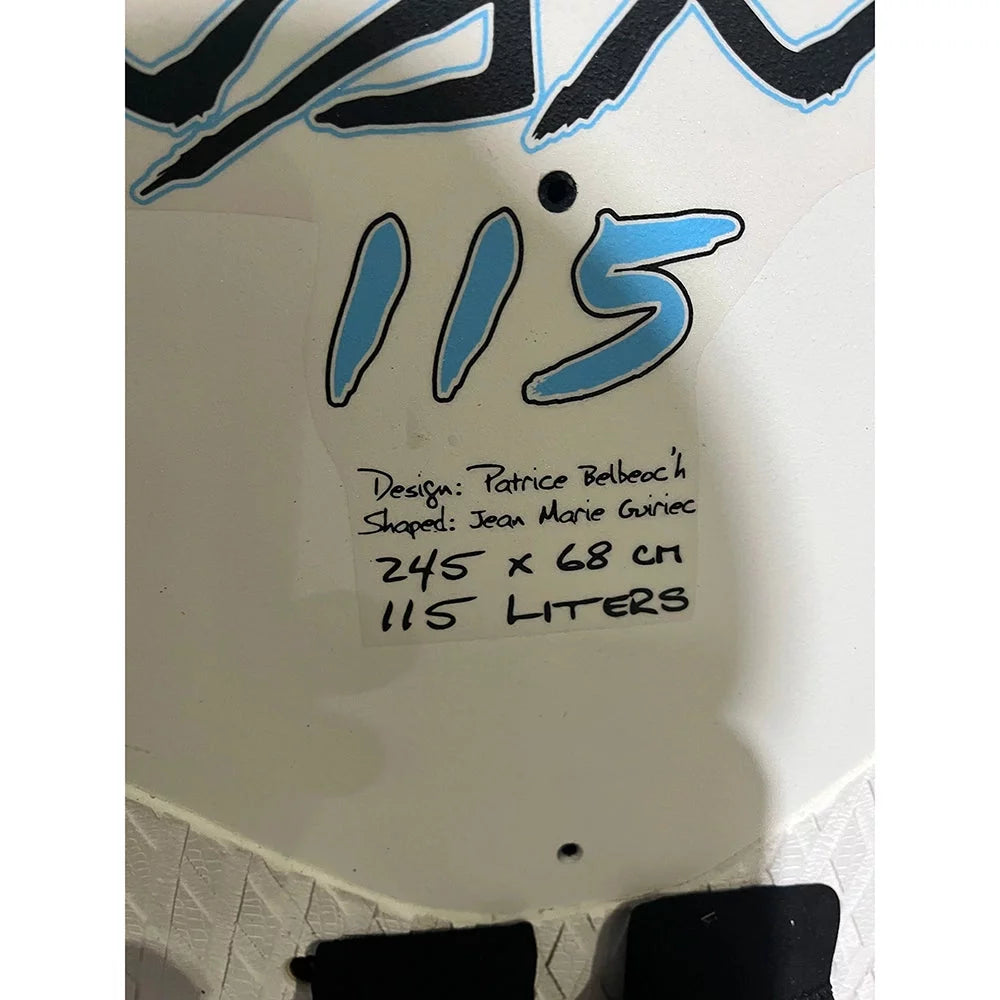 115
Design: Patrice Belbeoc'h
Shaped: Jean Marie Guiriec
245 x 68 CM
115 LITERS